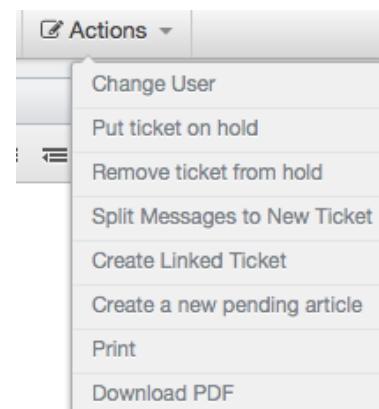 Actions
Change User
Put ticket on hold
Remove ticket from hold
Split Messages to New Ticket
Create Linked Ticket
Create a new pending article
Print
Download PDF